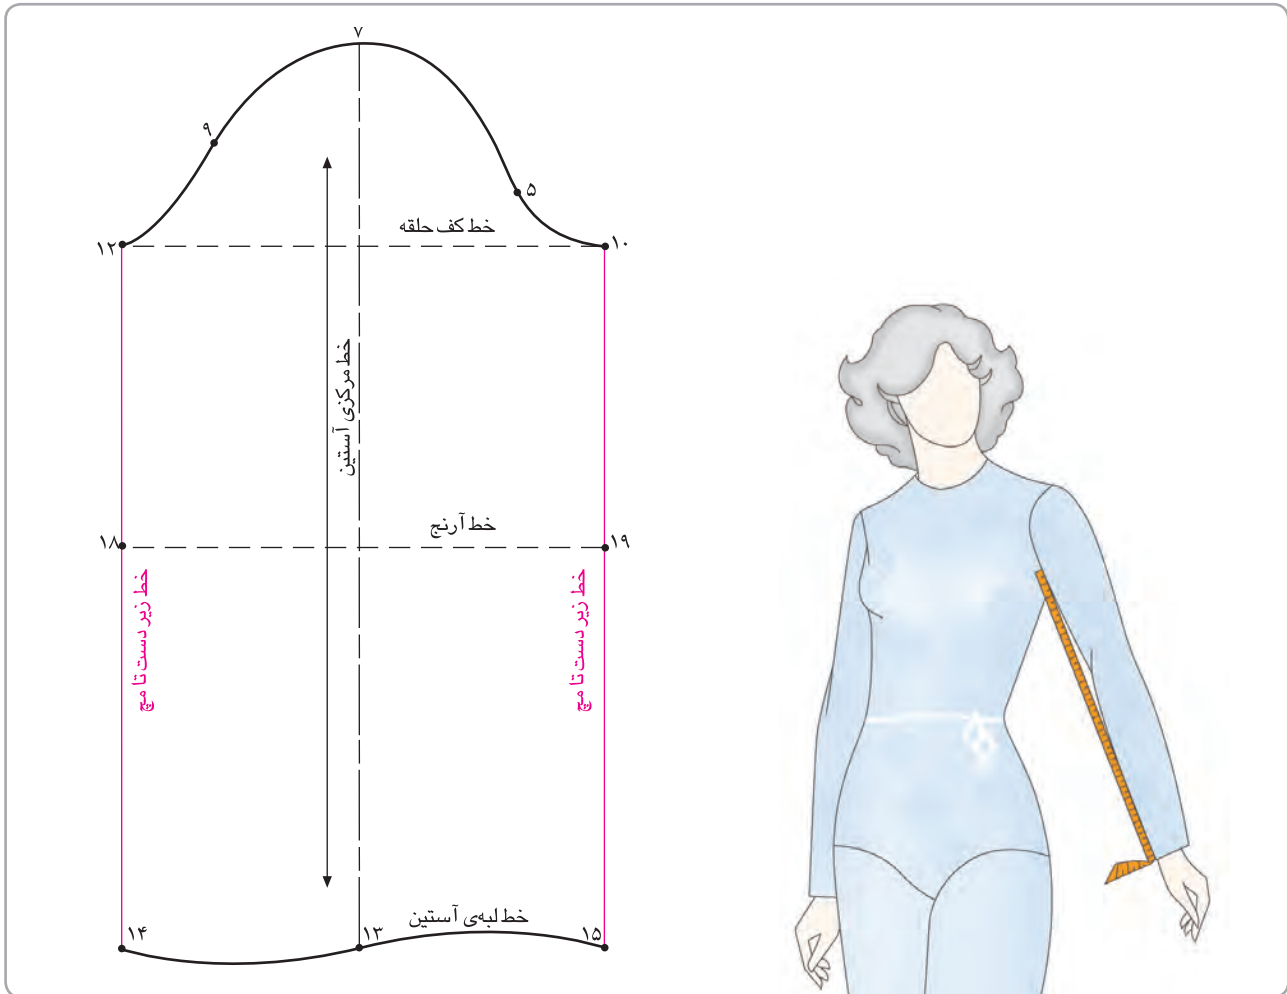 ۷
۹
۵
خط کف حلقه
۱۲
۱۰
خط مرکزی آستین
خط آرنج
۱۸
۱۹
خط زیر دست تا مچ
خط زیر دست تا مچ
خط لبه‌ی آستین
۱۴
۱۳
۱۵